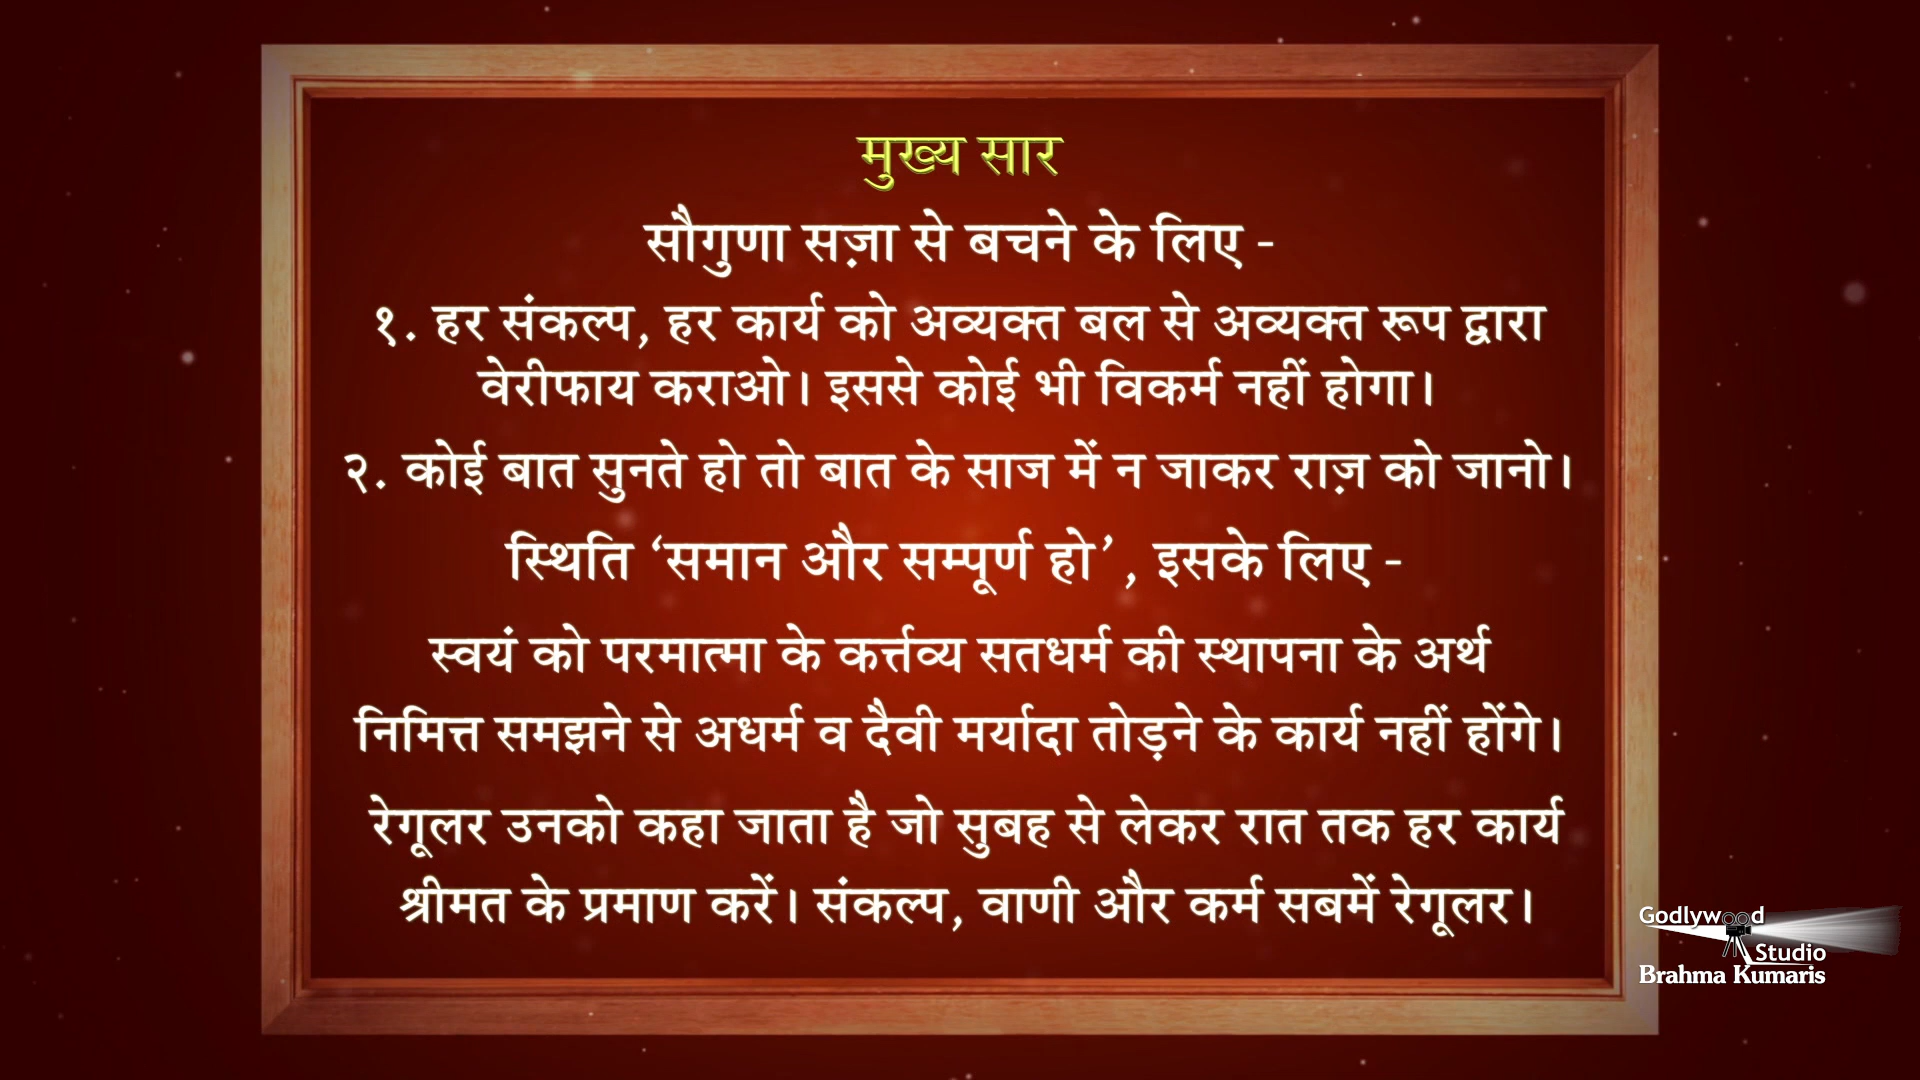 मुख्य सार
सौगुणा सज़ा से बचने के लिए -
१. हर संकल्प, हर कार्य को अव्यक्त बल से अव्यक्त रूप द्वारा
वेरीफाय कराओ। इससे कोई भी विकर्म नहीं होगा।
२. कोई बात सुनते हो तो बात के साज में न जाकर राज़ को जानो।
स्थिति ‘समान और सम्पूर्ण हो’, इसके लिए -
स्वयं को परमात्मा के कर्त्तव्य सतधर्म की स्थापना के अर्थ
निमित्त समझने से अधर्म व दैवी मर्यादा तोड़ने के कार्य नहीं होंगे।
रेगूलर उनको कहा जाता है जो सुबह से लेकर रात तक हर कार्य
श्रीमत के प्रमाण करें। संकल्प, वाणी और कर्म सबमें रेगूलर।
Godlywood
Studio
Brahma Kumaris